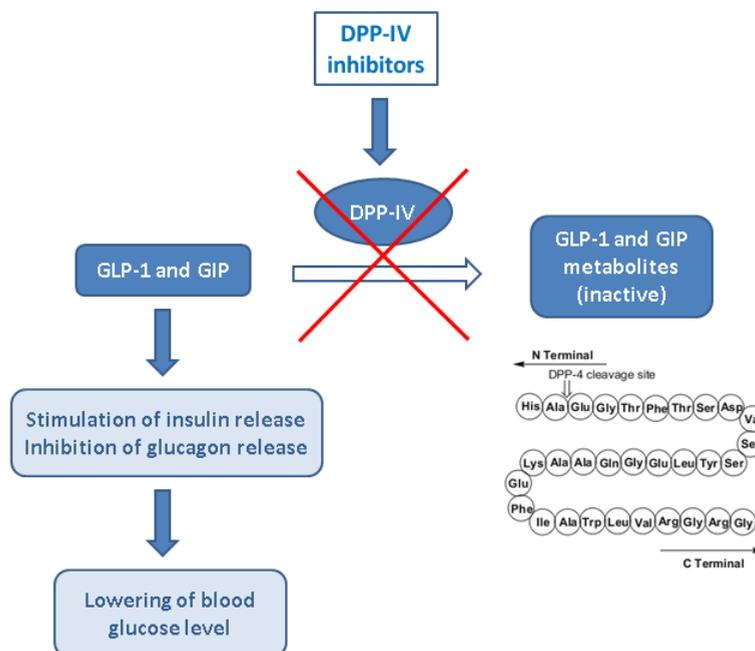 DPP-IV
inhibitors
DPP-IV
GLP-1 and GIP
GLP-1 and GIP
metabolites
(inactive)
Stimulation of insulin release
Inhibition of glucagon release
Lowering of blood
glucose level
N Terminal
DPP-4 cleavage site
His Ala Glu Gly Thr Phe Thr Ser Asp
Va
Se
Lys Ala Ala Gln Gly Glu Leu Tyr Ser
Glu
Phe
Ile Ala Trp Leu Val Arg Gly Arg Gly
C Terminal